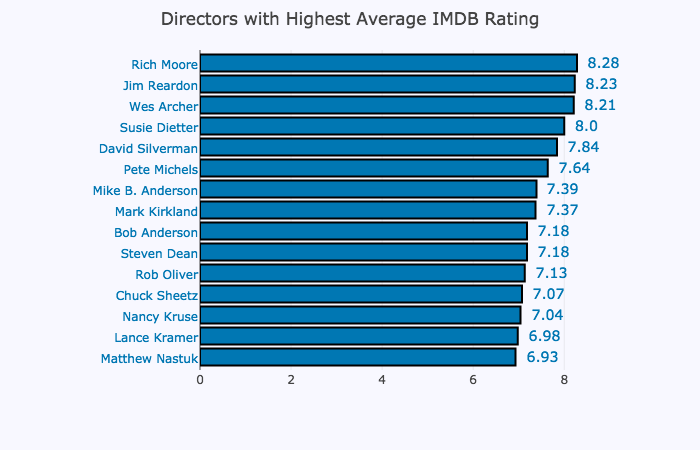 Directors with Highest Average IMDB Rating
Rich Moore 8.28
Jim Reardon 8.23
Wes Archer 8.21
Susie Dietter 8.0
David Silverman 7.84
Pete Michels 7.64
Mike B. Anderson 7.39
Mark Kirkland 7.37
Bob Anderson 7.18
Steven Dean 7.18
Rob Oliver 7.13
Chuck Sheetz 7.07
Nancy Kruse 7.04
Lance Kramer 6.98
Matthew Nastuk 6.93
0 2 4 6 8